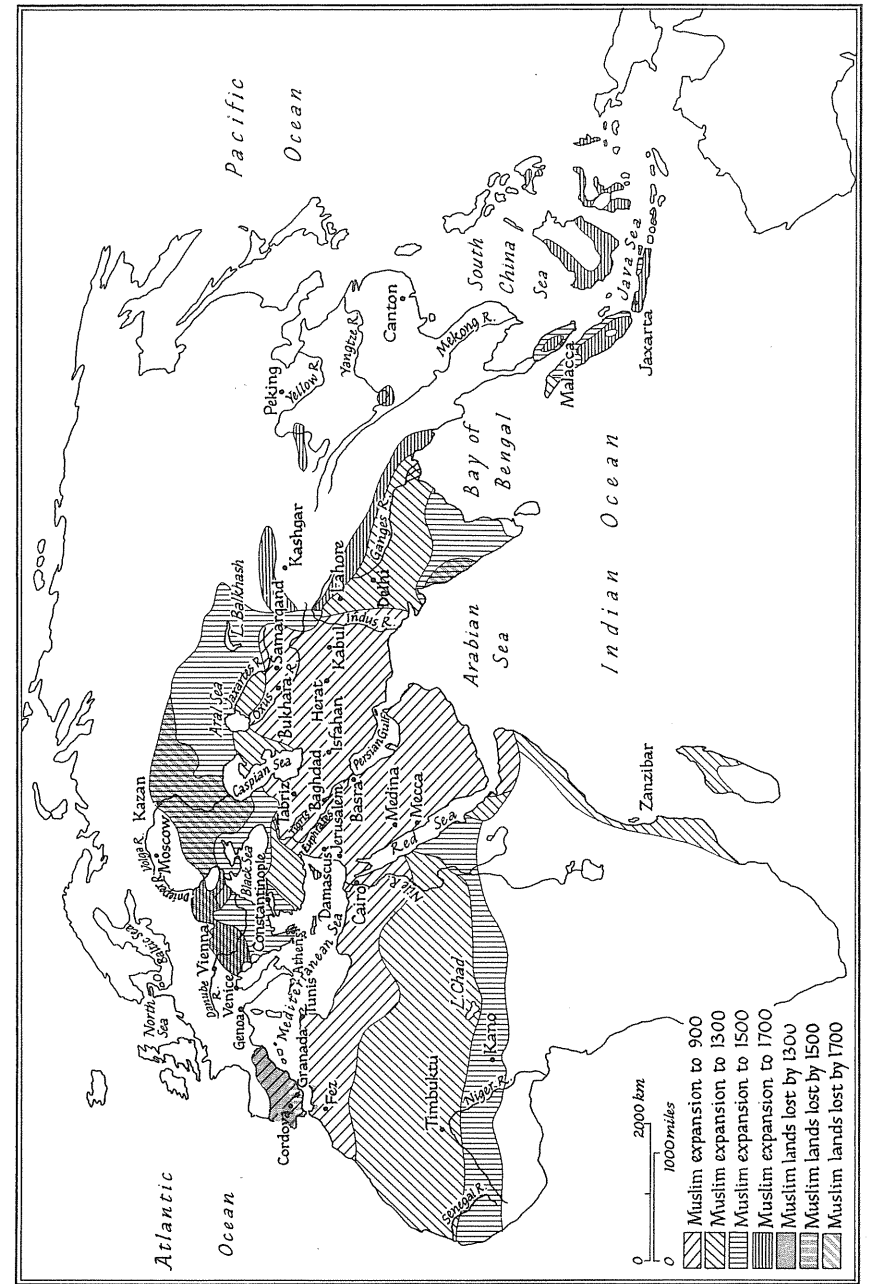 Atlantic
Ocean
North
Sea
Baltic Sea
Pacific
Ocean
Volga R.
Kazan
Moscow
Dnieper R.
Danube
R.
Vienna
Venice
Genoa
Black Sea
Constantinople
Athens
Mediterranean Sea
Tunis
Granada
Cordova
Fez
Aral Sea
Jaxartes R.
Oxus R.
L. Balkhash
Samarqand
Bukhara
Kashgar
Caspian Sea
Tabriz
Herat
Kabul
Lahore
Isfahan
Baghdad
Tigris
Euphrates
Damascus
Jerusalem
Basra
Persian Gulf
Cairo
Nile R.
Medina
Mecca
Red Sea
Indus R.
Delhi
Ganges R.
Peking
Yellow R.
Yangtze R.
Canton
Mekong R.
South
China
Sea
Bay of
Bengal
Arabian
Sea
Malacca
Java Sea
Jaxarta
Indian Ocean
Zanzibar
L. Chad
Kano
Timbuktu
Niger R.
Senegal R.
0 2000 km
0 1000 miles
Muslim expansion to 900
Muslim expansion to 1300
Muslim expansion to 1500
Muslim expansion to 1700
Muslim lands lost by 1300
Muslim lands lost by 1500
Muslim lands lost by 1700